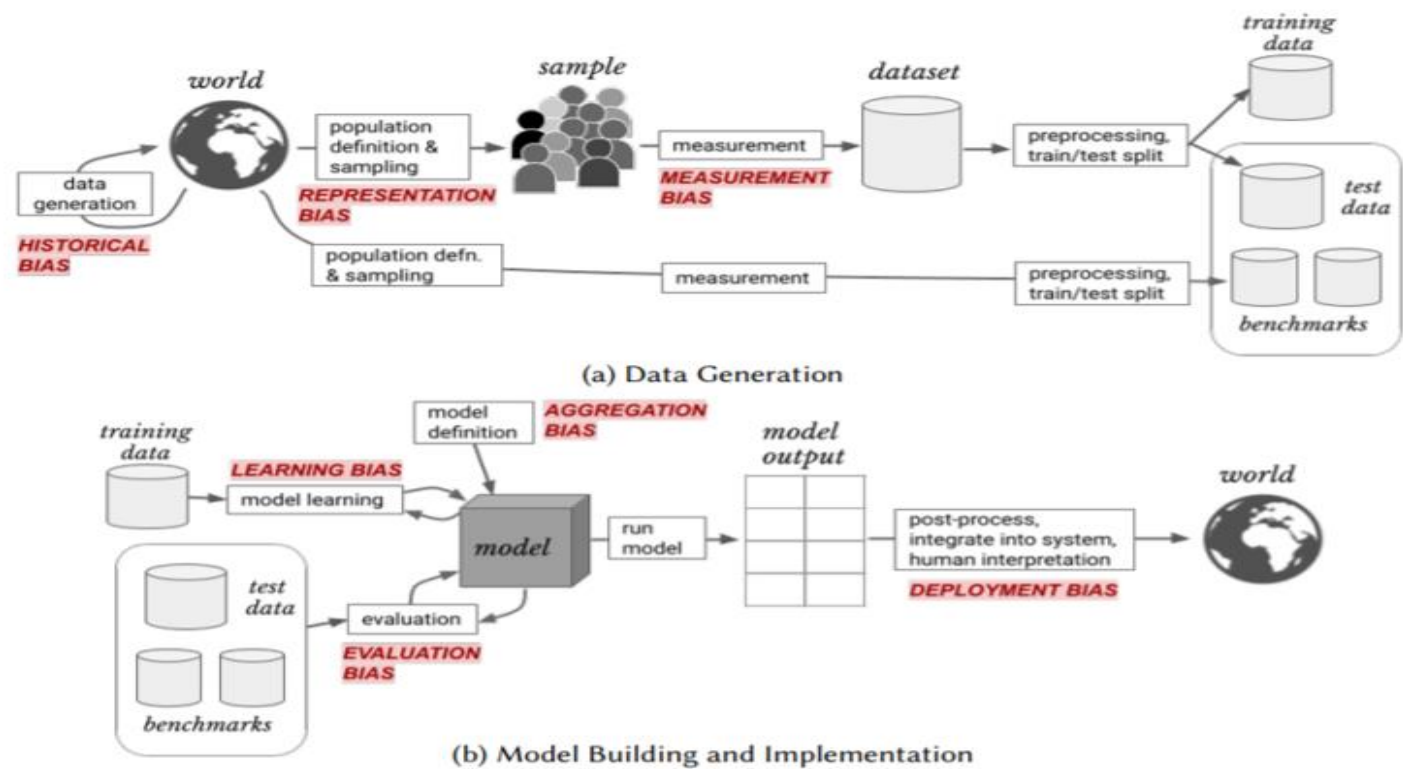 training
data
world
sample
dataset
population
definition &
sampling
measurement
preprocessing,
train/test split
data
generation
REPRESENTATION
BIAS
MEASUREMENT
BIAS
test
data
HISTORICAL
BIAS
population defn.
& sampling
measurement
preprocessing,
train/test split
benchmarks
(a) Data Generation
training
data
model
definition
AGGREGATION
BIAS
model
output
world
LEARNING BIAS
model learning
model
run
model
post-process,
integrate into system,
human interpretation
DEPLOYMENT BIAS
test
data
evaluation
EVALUATION
BIAS
benchmarks
(b) Model Building and Implementation